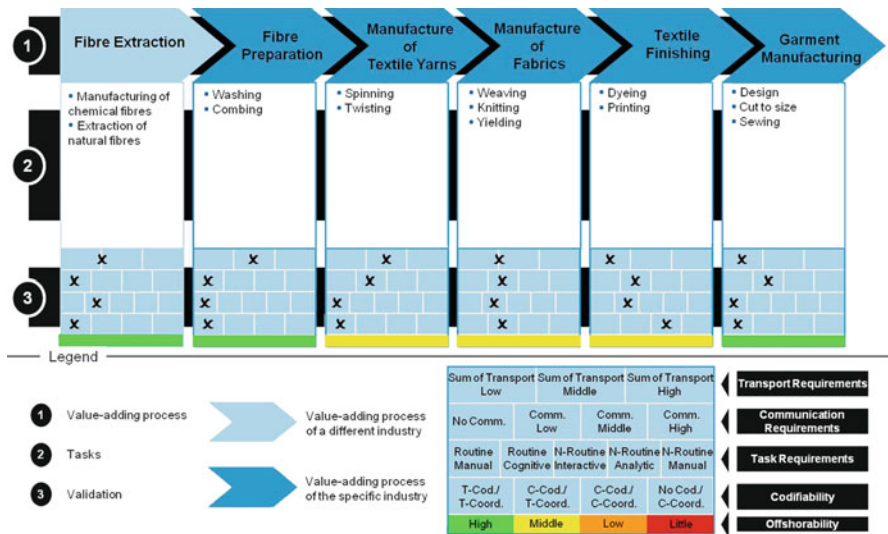 1
Fibre Extraction
Fibre
Preparation
Manufacture
of
Textile Yarns
Manufacture
of
Fabrics
Textile
Finishing
Garment
Manufacturing
2
▪ Manufacturing of
chemical fibres
▪ Extraction of
natural fibres
▪ Washing
▪ Combing
▪ Spinning
▪ Twisting
▪ Weaving
▪ Knitting
▪ Yielding
▪ Dyeing
▪ Printing
▪ Design
▪ Cut to size
▪ Sewing
3
x x x x x x
x x x x x x
x x x x x x
x x x x x x
Legend
1 Value-adding process
2 Tasks
3 Validation
Value-adding process
of a different industry
Value-adding process
of the specific industry
Sum of Transport
Low
Sum of Transport
Middle
Sum of Transport
High
Transport Requirements
No Comm.
Comm.
Low
Comm.
Middle
Comm.
High
Communication
Requirements
Routine
Manual
Routine
Cognitive
N-Routine
Interactive
N-Routine
Analytic
N-Routine
Manual
Task Requirements
T-Cod./
T-Coord.
C-Cod./
T-Coord.
C-Cod./
C-Coord.
No Cod./
C-Coord.
Codifiability
High
Middle
Low
Little
Offshorability